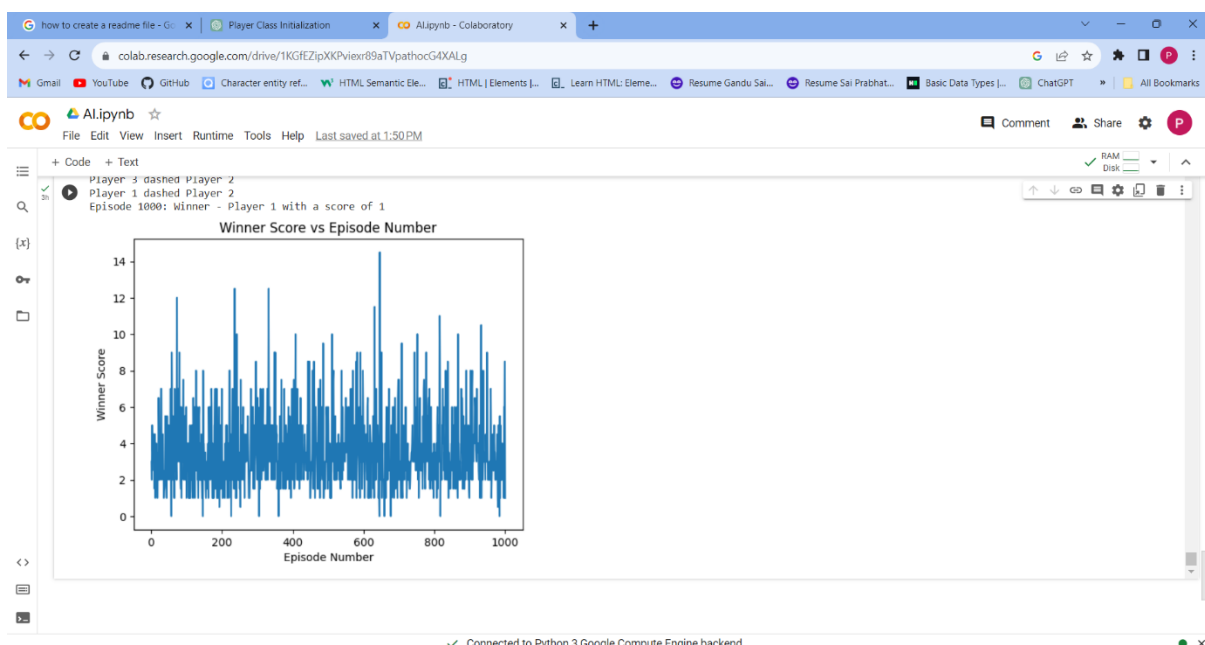 how to create a readme file - Go
Player Class Initialization
AI.ipynb - Colaboratory
colab.research.google.com/drive/1KGfEZipXKPviexr89aTVpathocG4XALg
Gmail YouTube GitHub Character entity ref... HTML Semantic Ele... HTML | Elements |... Learn HTML: Eleme... Resume Gandu Sai... Resume Sai Prabhat... Basic Data Types |... ChatGPT » All Bookmarks
CO AI.ipynb Comment Share P
File Edit View Insert Runtime Tools Help Last saved at 1:50 PM
+ Code + Text RAM Disk
Player 3 dashed Player 2
2h Player 1 dashed Player 2
Episode 1000: Winner - Player 1 with a score of 1
Winner Score vs Episode Number
14
12
10
8
6
4
2
0
Winner Score
0 200 400 600 800 1000
Episode Number
Connected to Python 3 Google Compute Engine backend